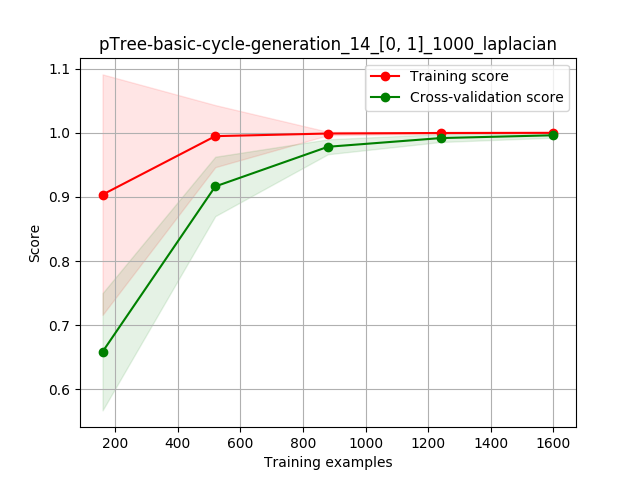 pTree-basic-cycle-generation_14_[0, 1]_1000_laplacian
Training score
Cross-validation score
1.1
1.0
0.9
0.8
0.7
0.6
Score
200 400 600 800 1000 1200 1400 1600
Training examples